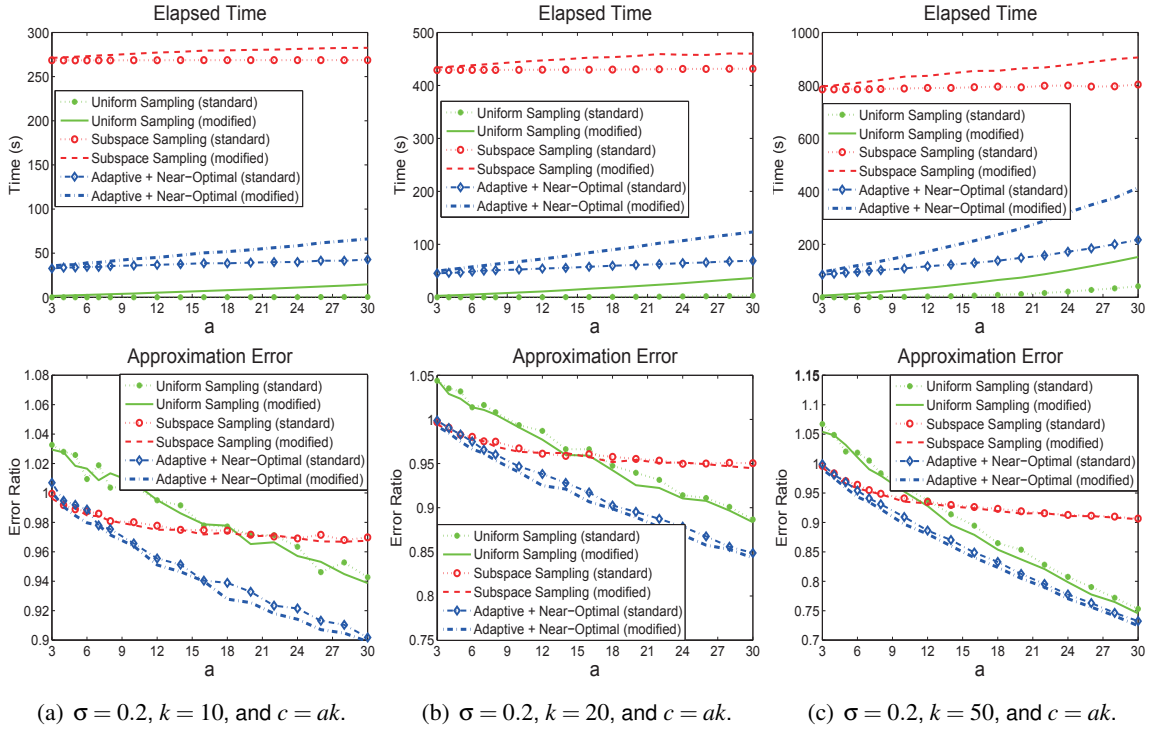 Elapsed Time
300
250
200
150
100
50
0
Time (s)
Uniform Sampling (standard)
Uniform Sampling (modified)
Subspace Sampling (standard)
Subspace Sampling (modified)
Adaptive + Near−Optimal (standard)
Adaptive + Near−Optimal (modified)
3 6 9 12 15 18 21 24 27 30
a
Elapsed Time
500
400
300
200
100
0
Time (s)
Uniform Sampling (standard)
Uniform Sampling (modified)
Subspace Sampling (standard)
Subspace Sampling (modified)
Adaptive + Near−Optimal (standard)
Adaptive + Near−Optimal (modified)
3 6 9 12 15 18 21 24 27 30
a
Elapsed Time
1000
800
600
400
200
0
Time (s)
Uniform Sampling (standard)
Uniform Sampling (modified)
Subspace Sampling (standard)
Subspace Sampling (modified)
Adaptive + Near−Optimal (standard)
Adaptive + Near−Optimal (modified)
3 6 9 12 15 18 21 24 27 30
a
Approximation Error
1.08
1.06
1.04
1.02
1
0.98
0.96
0.94
0.92
0.9
Error Ratio
Uniform Sampling (standard)
Uniform Sampling (modified)
Subspace Sampling (standard)
Subspace Sampling (modified)
Adaptive + Near−Optimal (standard)
Adaptive + Near−Optimal (modified)
3 6 9 12 15 18 21 24 27 30
a
Approximation Error
1.05
1
0.95
0.9
0.85
0.8
0.75
Error Ratio
Uniform Sampling (standard)
Uniform Sampling (modified)
Subspace Sampling (standard)
Subspace Sampling (modified)
Adaptive + Near−Optimal (standard)
Adaptive + Near−Optimal (modified)
3 6 9 12 15 18 21 24 27 30
a
Approximation Error
1.15
1.1
1.05
1
0.95
0.9
0.85
0.8
0.75
0.7
Error Ratio
Uniform Sampling (standard)
Uniform Sampling (modified)
Subspace Sampling (standard)
Subspace Sampling (modified)
Adaptive + Near−Optimal (standard)
Adaptive + Near−Optimal (modified)
3 6 9 12 15 18 21 24 27 30
a
(a) σ = 0.2, k = 10, and c = ak.
(b) σ = 0.2, k = 20, and c = ak.
(c) σ = 0.2, k = 50, and c = ak.